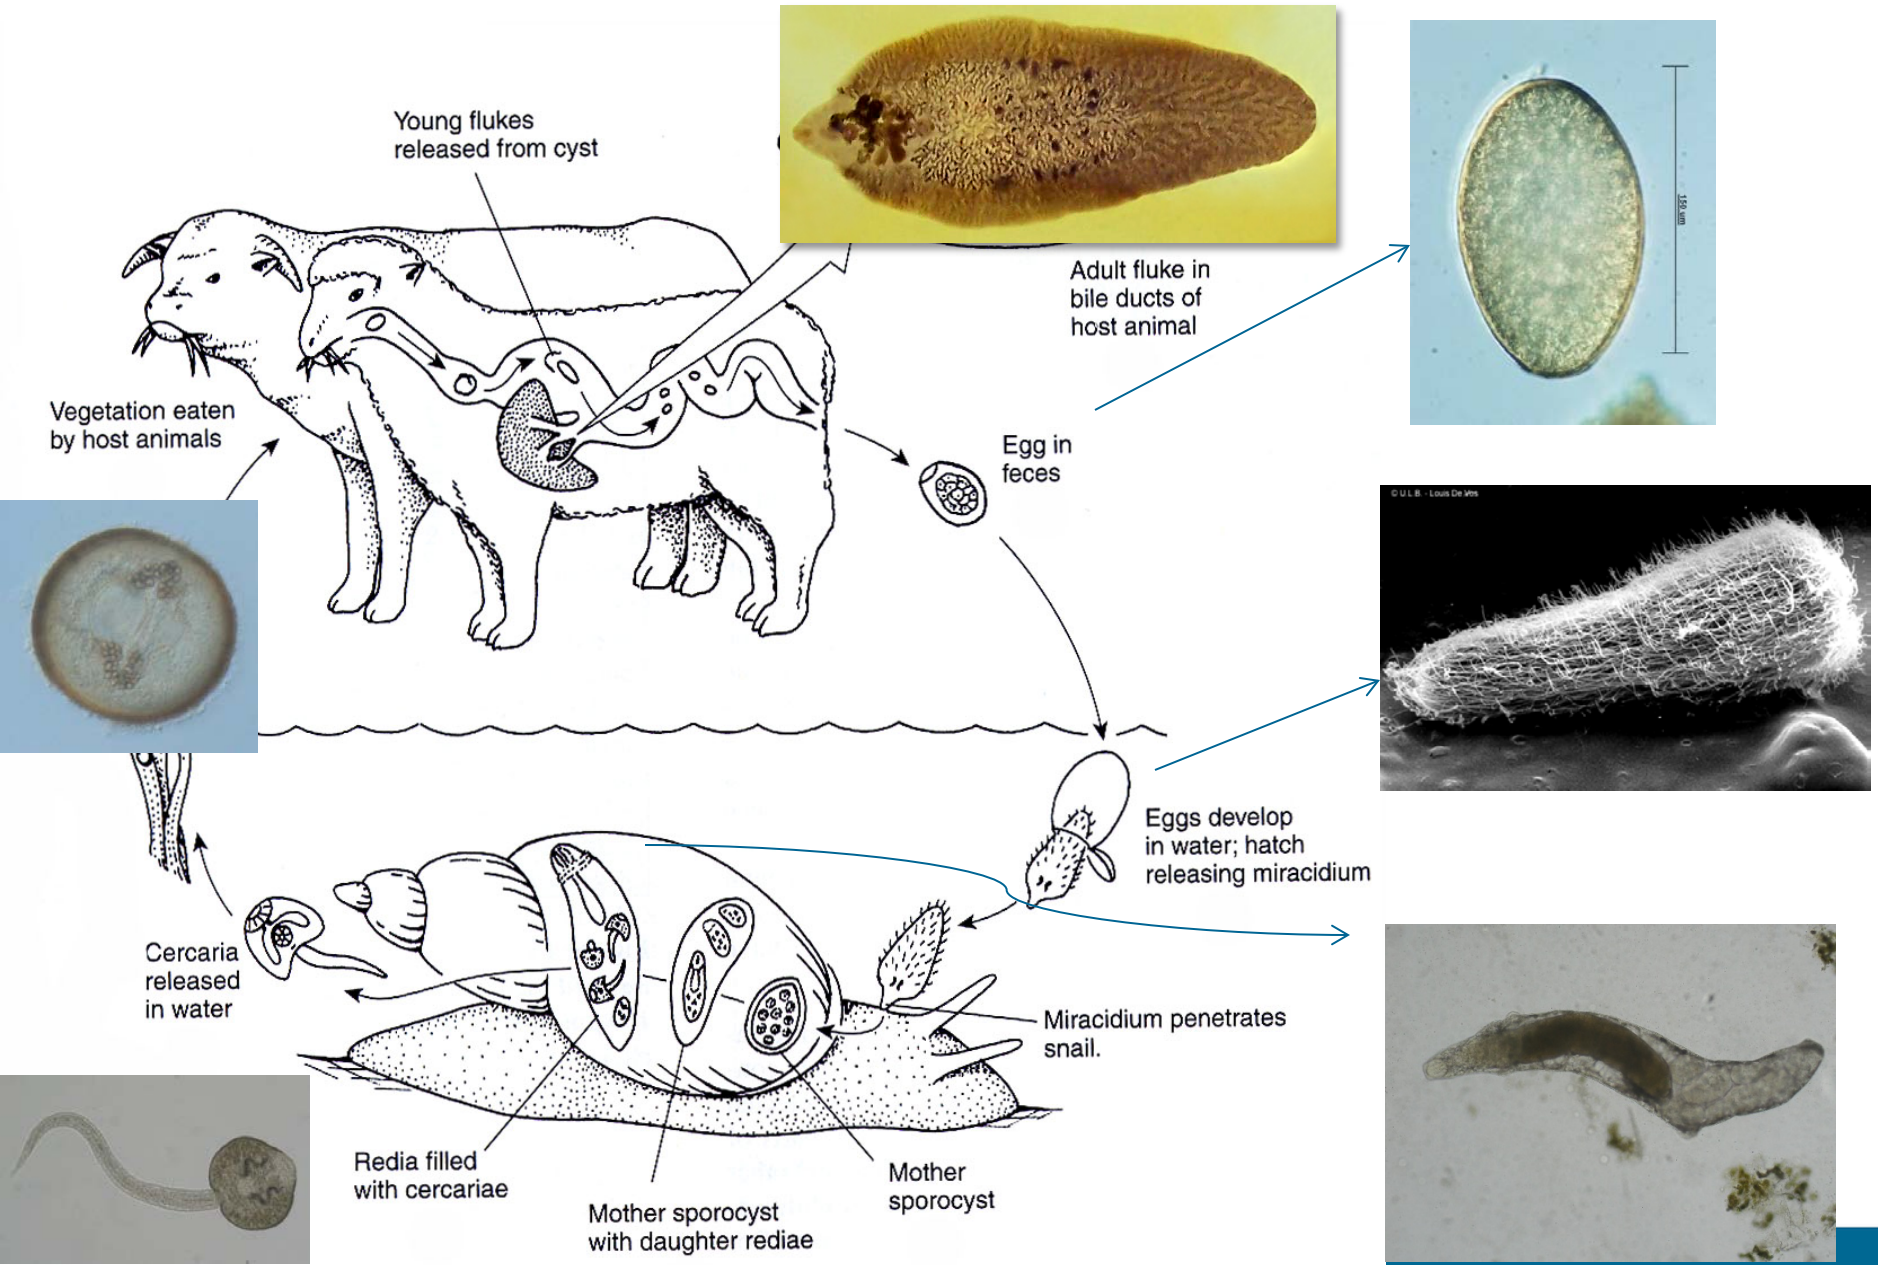 Young flukes
released from cyst
Adult fluke in
bile ducts of
host animal
150 um
Vegetation eaten
by host animals
Egg in
feces
© U.L.B. - Louis De Vos
Eggs develop
in water; hatch
releasing miracidium
Cercaria
released
in water
Miracidium penetrates
snail.
Redia filled
with cercariae
Mother sporocyst
with daughter rediae
Mother
sporocyst